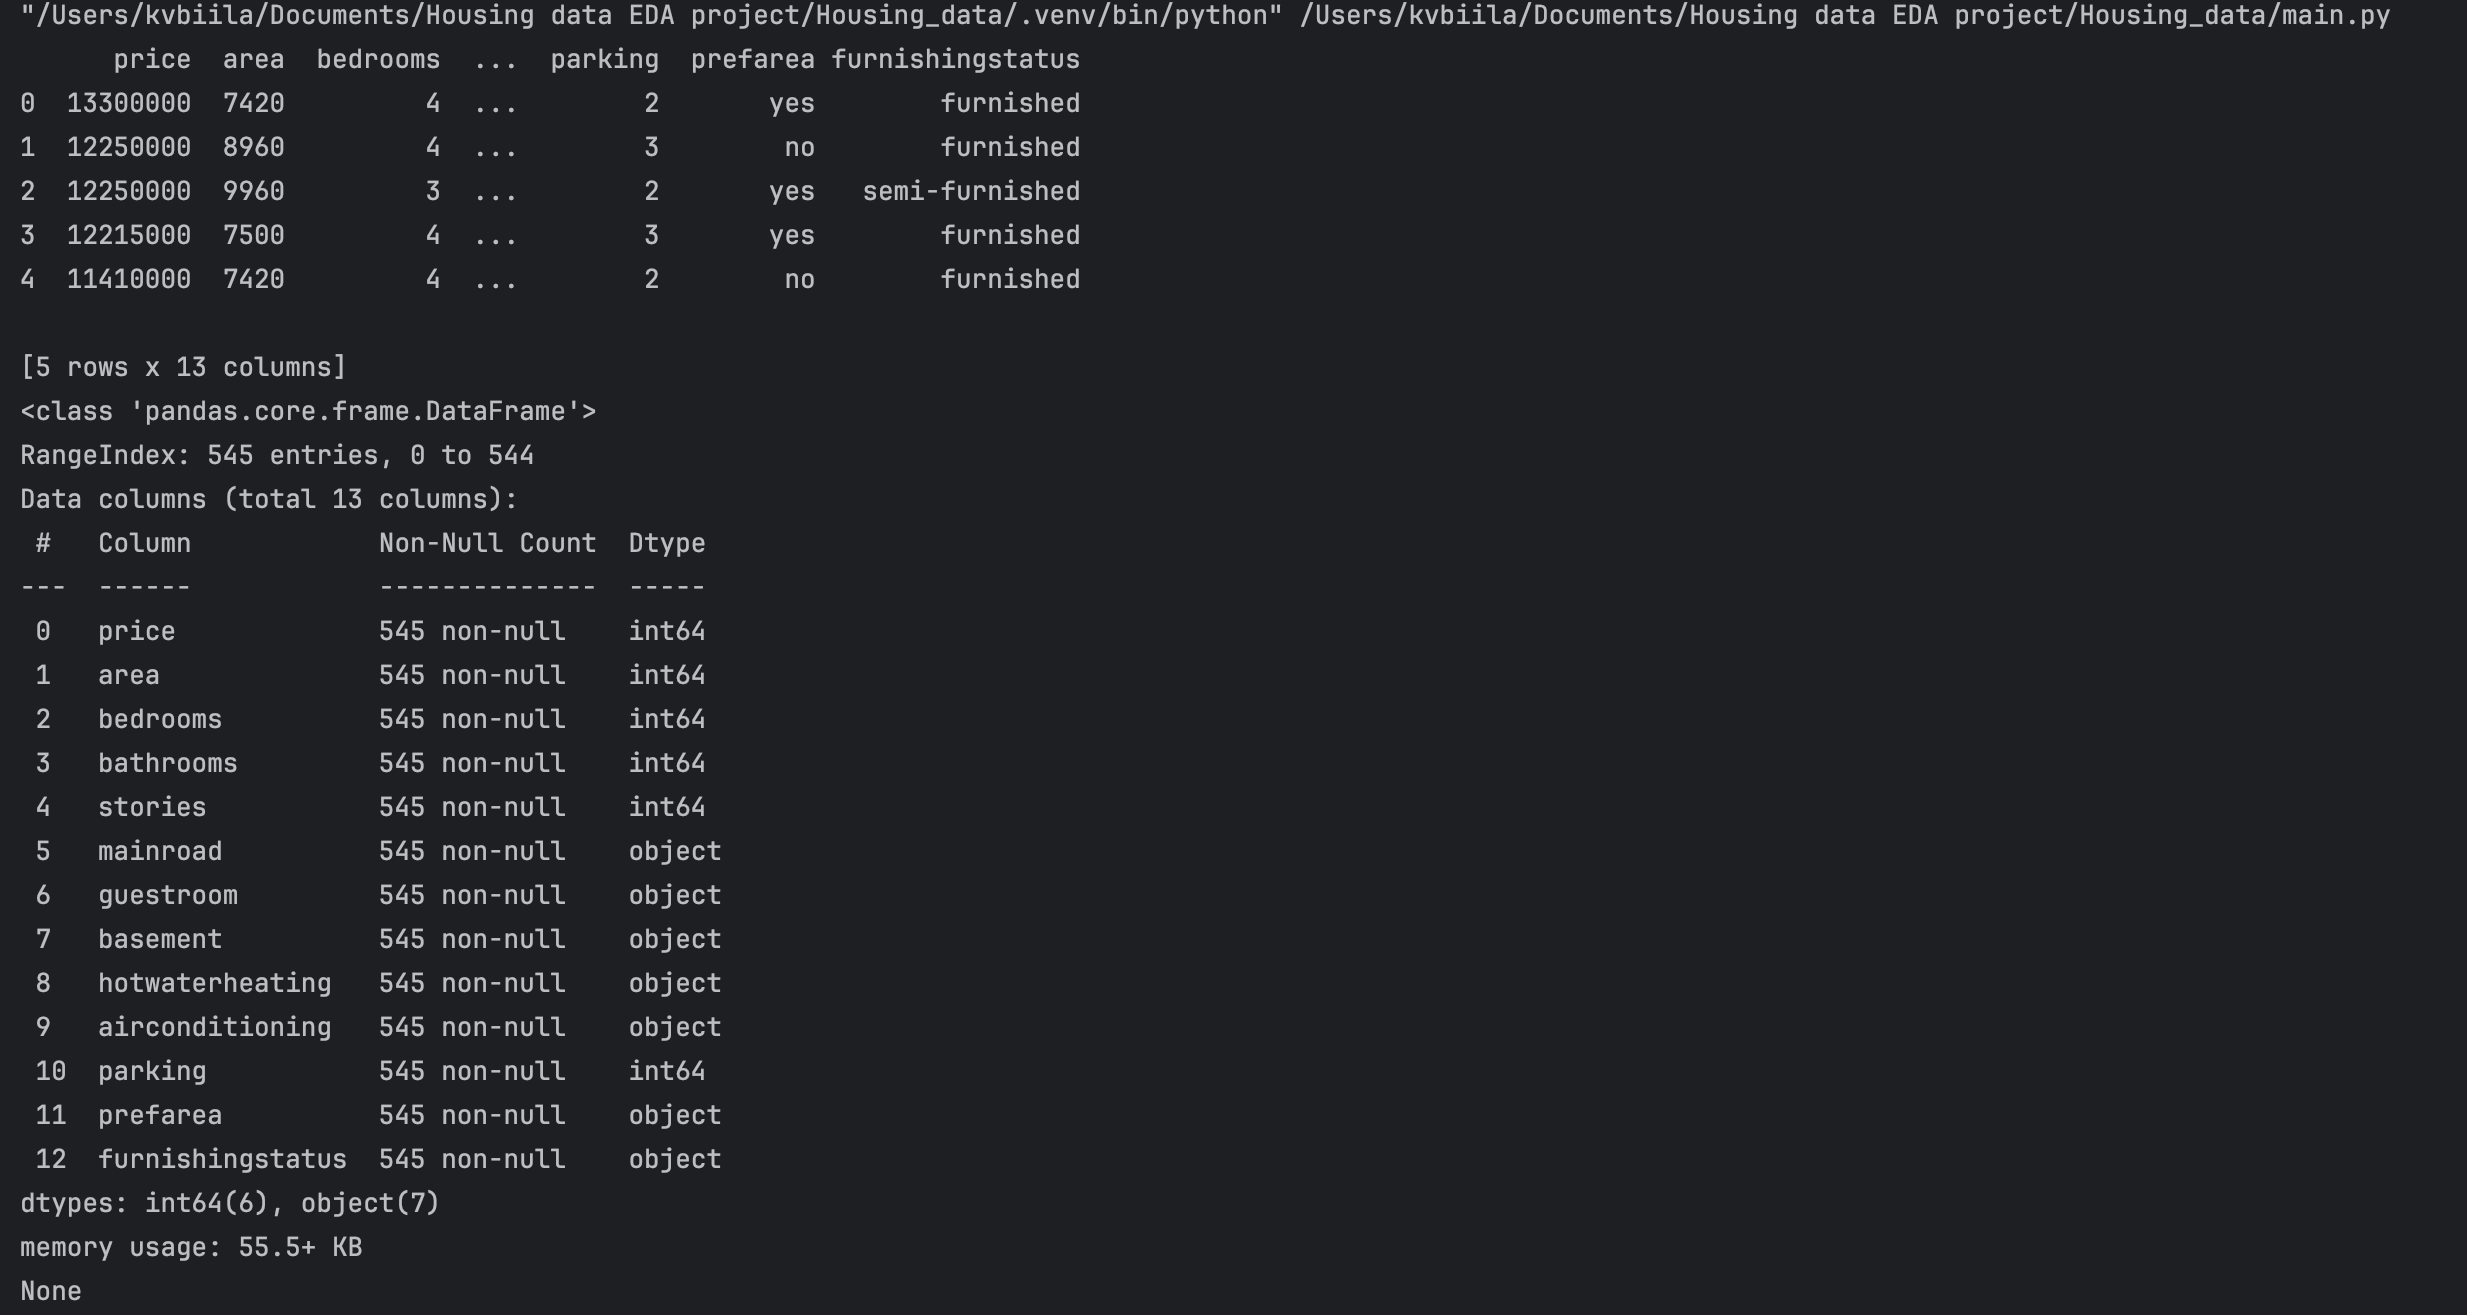 "/Users/kvbiila/Documents/Housing data EDA project/Housing_data/.venv/bin/python" /Users/kvbiila/Documents/Housing data EDA project/Housing_data/main.py
      price  area  bedrooms  ...  parking  prefarea furnishingstatus
0  13300000  7420         4  ...        2       yes        furnished
1  12250000  8960         4  ...        3        no        furnished
2  12250000  9960         3  ...        2       yes   semi-furnished
3  12215000  7500         4  ...        3       yes        furnished
4  11410000  7420         4  ...        2        no        furnished

[5 rows x 13 columns]
<class 'pandas.core.frame.DataFrame'>
RangeIndex: 545 entries, 0 to 544
Data columns (total 13 columns):
 #   Column            Non-Null Count  Dtype
---  ------            --------------  -----
 0   price             545 non-null    int64
 1   area              545 non-null    int64
 2   bedrooms          545 non-null    int64
 3   bathrooms         545 non-null    int64
 4   stories           545 non-null    int64
 5   mainroad          545 non-null    object
 6   guestroom         545 non-null    object
 7   basement          545 non-null    object
 8   hotwaterheating   545 non-null    object
 9   airconditioning   545 non-null    object
 10  parking           545 non-null    int64
 11  prefarea          545 non-null    object
 12  furnishingstatus  545 non-null    object
dtypes: int64(6), object(7)
memory usage: 55.5+ KB
None